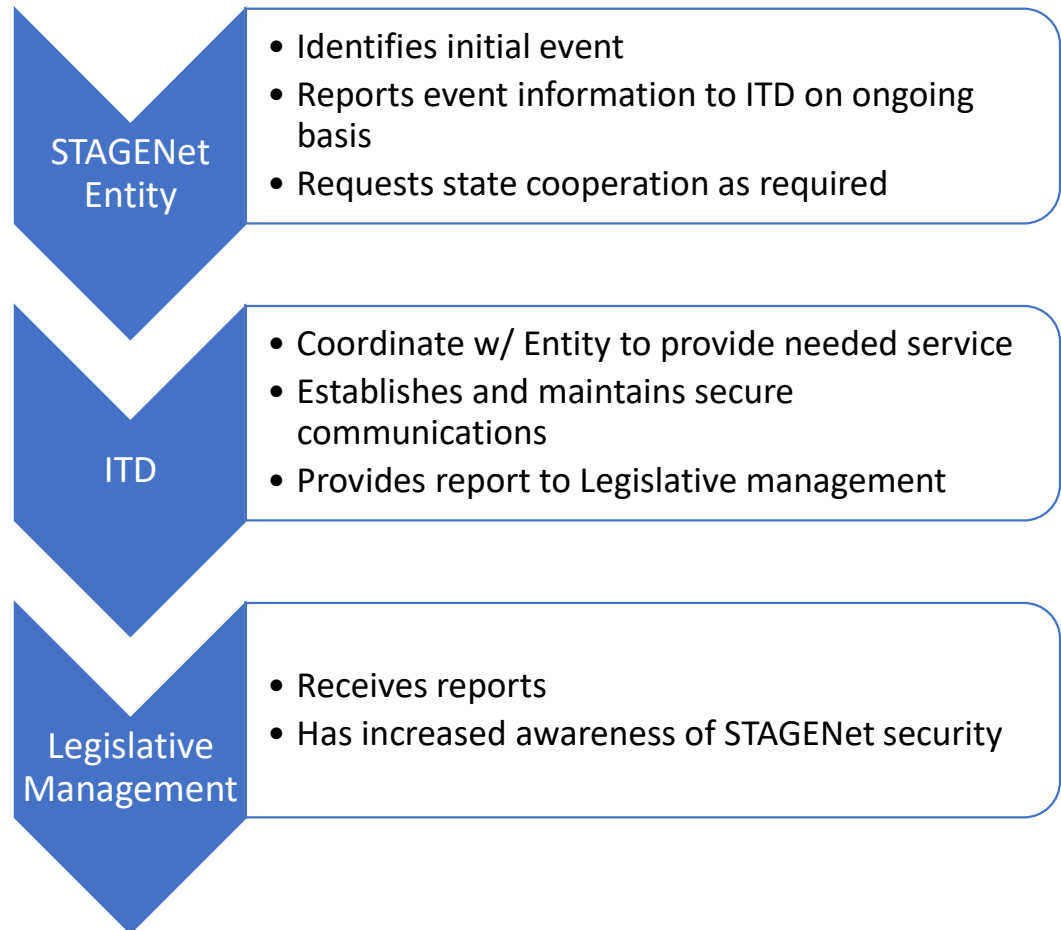 STAGENet
Entity
• Identifies initial event
• Reports event information to ITD on ongoing
basis
• Requests state cooperation as required
ITD
• Coordinate w/ Entity to provide needed service
• Establishes and maintains secure
communications
• Provides report to Legislative management
Legislative
Management
• Receives reports
• Has increased awareness of STAGENet security